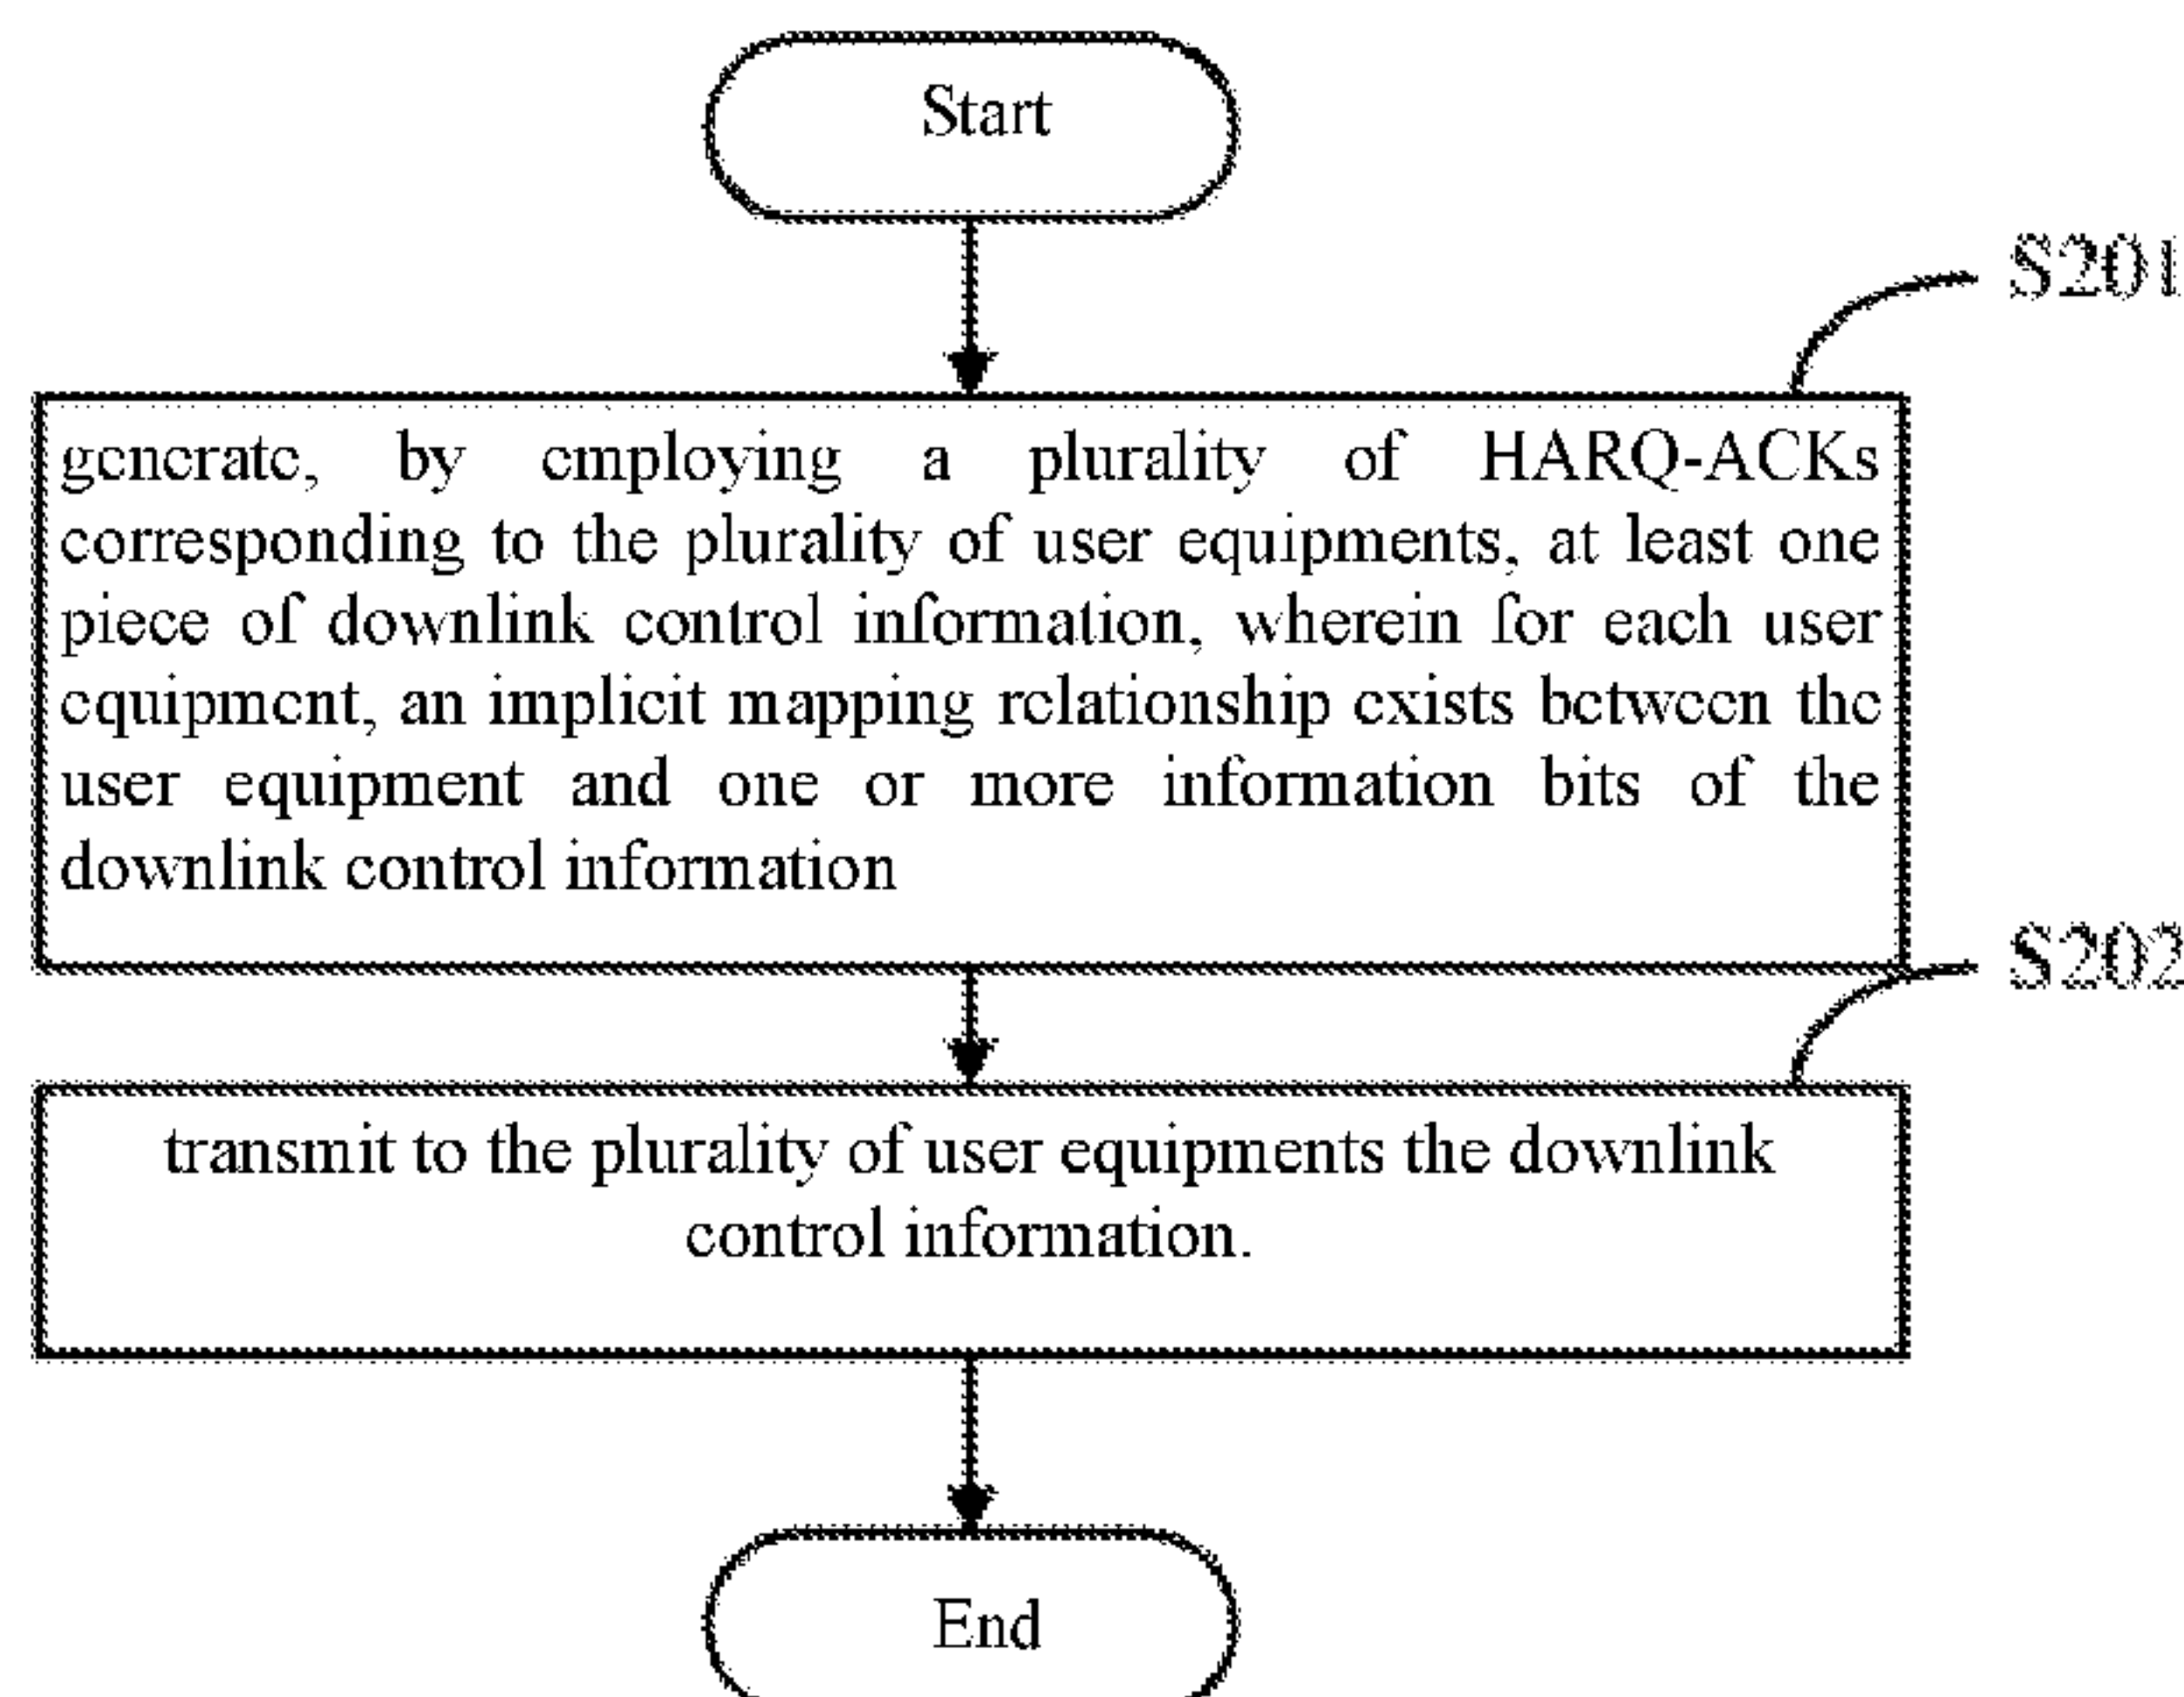 Start
S201
generate, by employing a plurality of HARQ-ACKs
corresponding to the plurality of user equipments, at least one
piece of downlink control information, wherein for each user
equipment, an implicit mapping relationship exists between the
user equipment and one or more information bits of the
downlink control information
S202
transmit to the plurality of user equipments the downlink
control information.
End